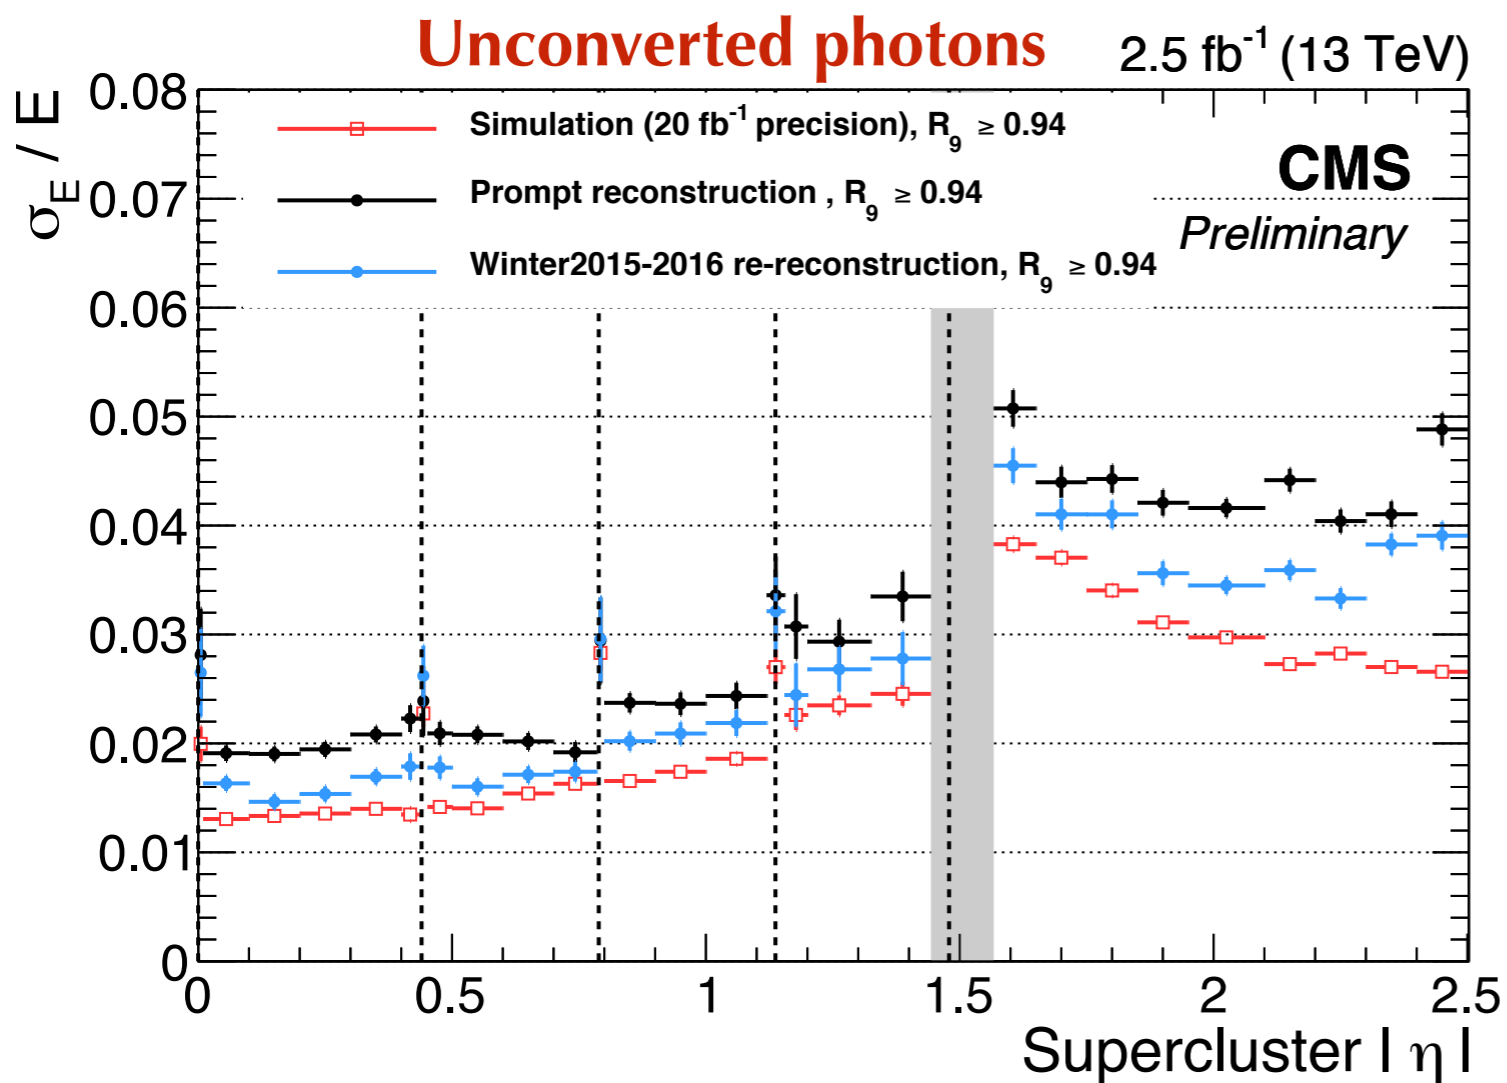 Unconverted photons
2.5 fb-1 (13 TeV)
σE / E
0.08
0.07
0.06
0.05
0.04
0.03
0.02
0.01
0
Simulation (20 fb-1 precision), R9 ≥ 0.94
Prompt reconstruction , R9 ≥ 0.94
Winter2015-2016 re-reconstruction, R9 ≥ 0.94
CMS
Preliminary
0 0.5 1 1.5 2 2.5
Supercluster | η |